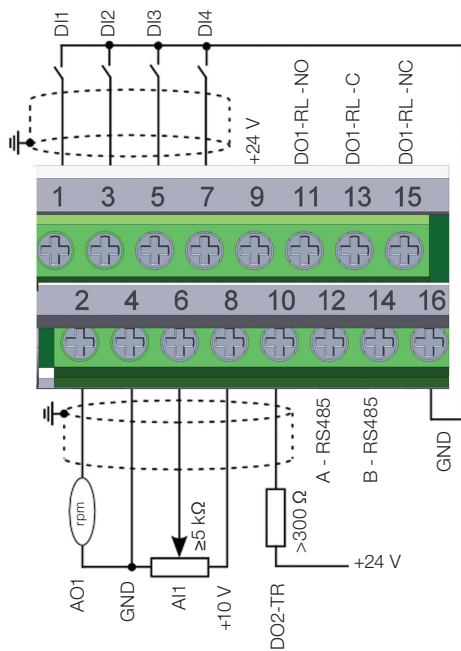 DI1
DI2
DI3
DI4
+24 V
DO1-RL -NO
DO1-RL - C
DO1-RL -NC
1 3 5 7 9 11 13 15
2 4 6 8 10 12 14 16
rpm
AO1
GND
AI1
≥5 kΩ
+10 V
DO2-TR
>300 Ω
+24 V
A - RS485
B - RS485
GND